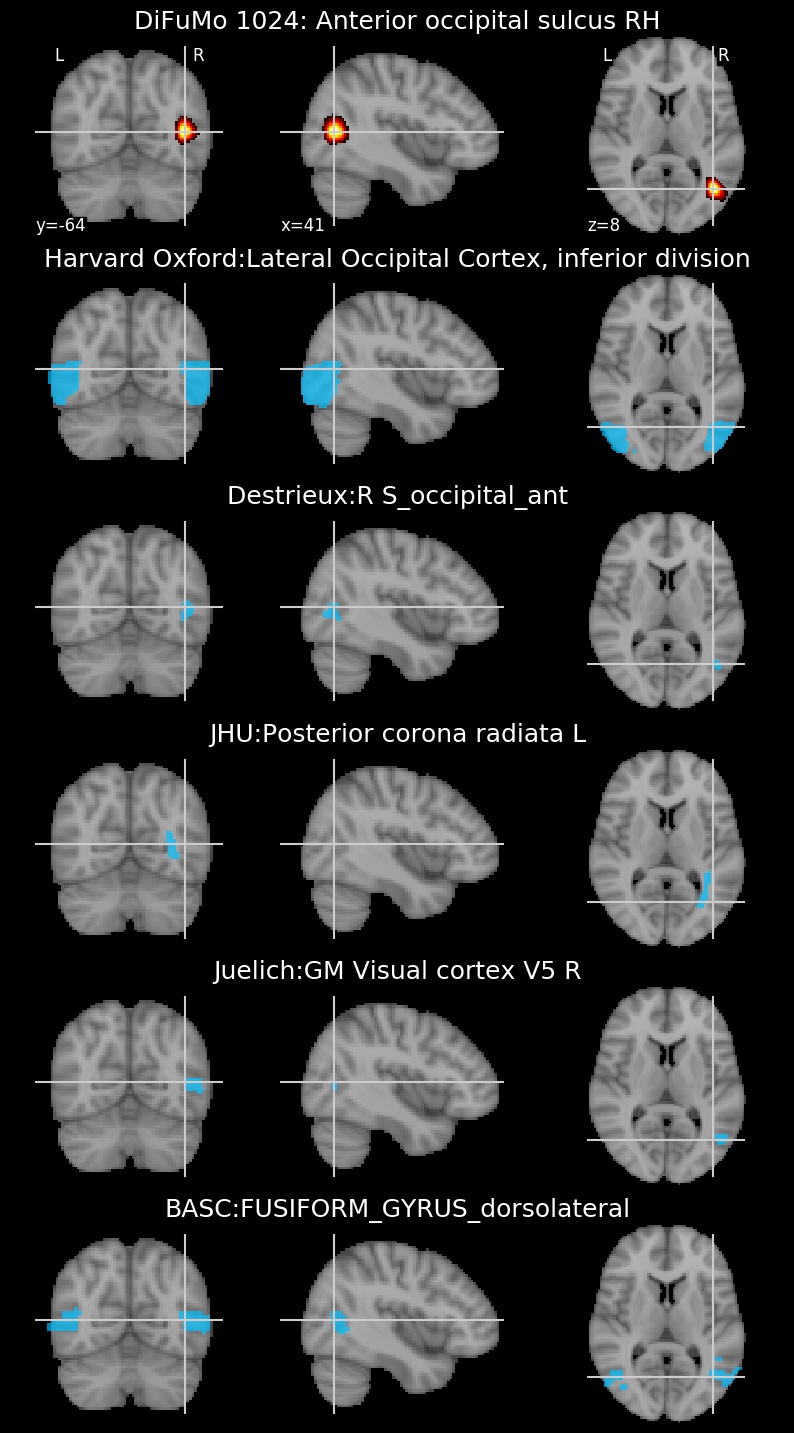 DiFuMo 1024: Anterior occipital sulcus RH
L R L R
y=-64 x=41 z=8
Harvard Oxford:Lateral Occipital Cortex, inferior division
Destrieux:R S_occipital_ant
JHU:Posterior corona radiata L
Juelich:GM Visual cortex V5 R
BASC:FUSIFORM_GYRUS_dorsolateral